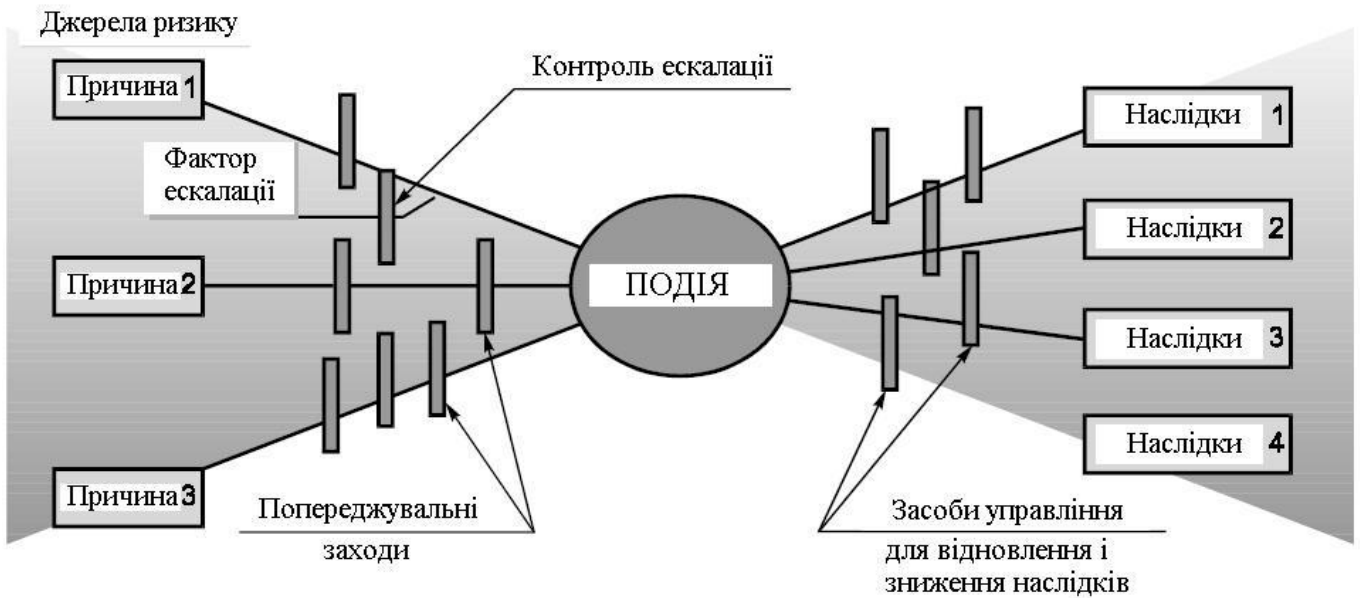 Джерела ризику
Причина 1
Контроль ескалації
Наслідки 1
Фактор
ескалації
Наслідки 2
Причина 2
ПОДІЯ
Наслідки 3
Наслідки 4
Причина 3
Попереджувальні
заходи
Засоби управління
для відновлення і
зниження наслідків